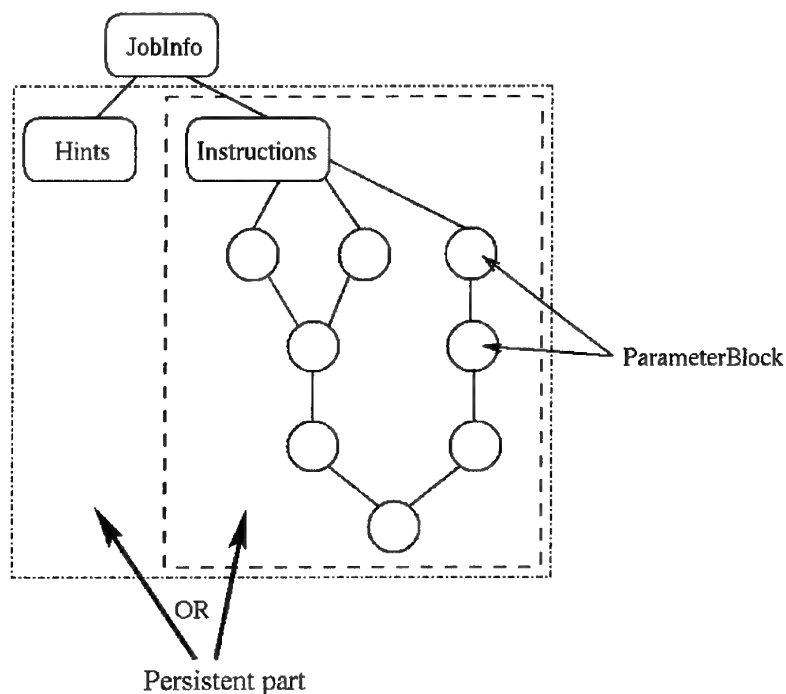 JobInfo
Hints
Instructions
ParameterBlock
OR
Persistent part